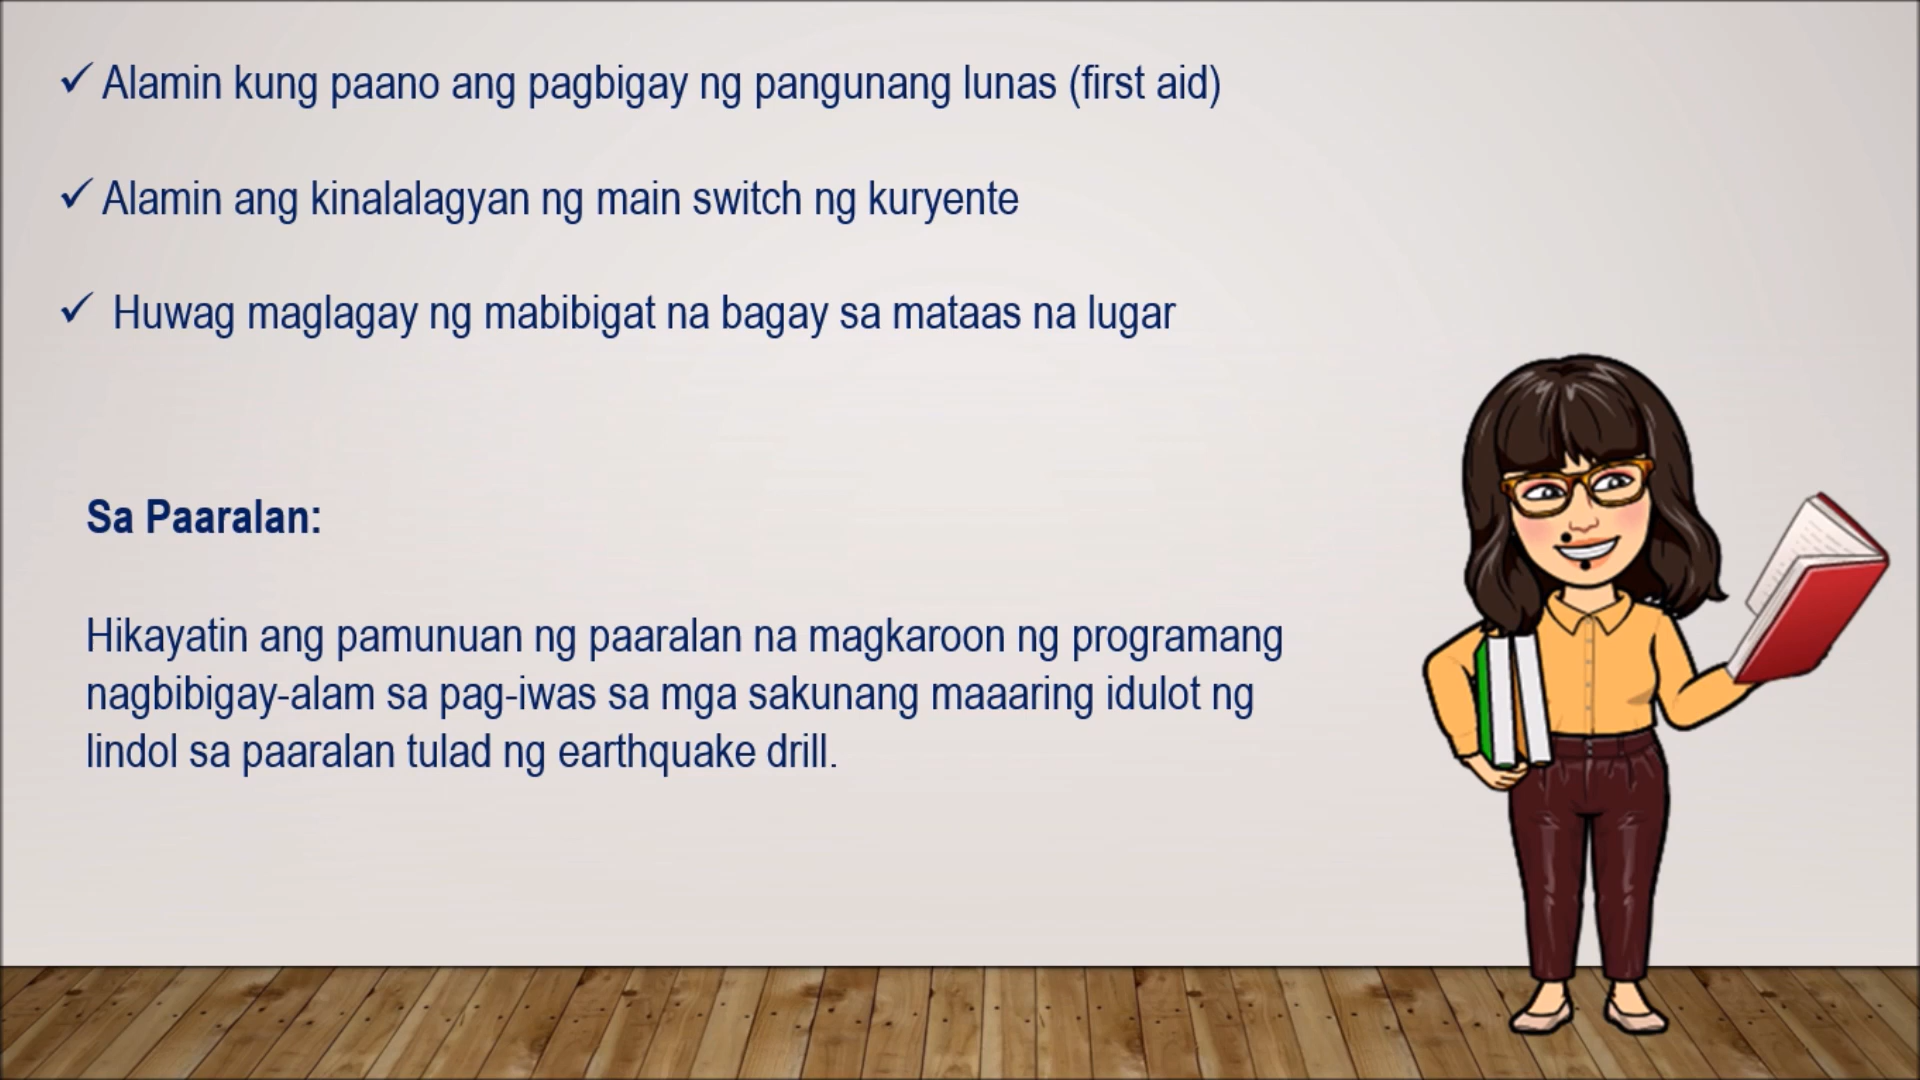 ✓ Alamin kung paano ang pagbigay ng pangunang lunas (first aid)
✓ Alamin ang kinalalagyan ng main switch ng kuryente
✓ Huwag maglagay ng mabibigat na bagay sa mataas na lugar
Sa Paaralan:
Hikayatin ang pamunuan ng paaralan na magkaroon ng programang
nagbibigay-alam sa pag-iwas sa mga sakunang maaaring idulot ng
lindol sa paaralan tulad ng earthquake drill.